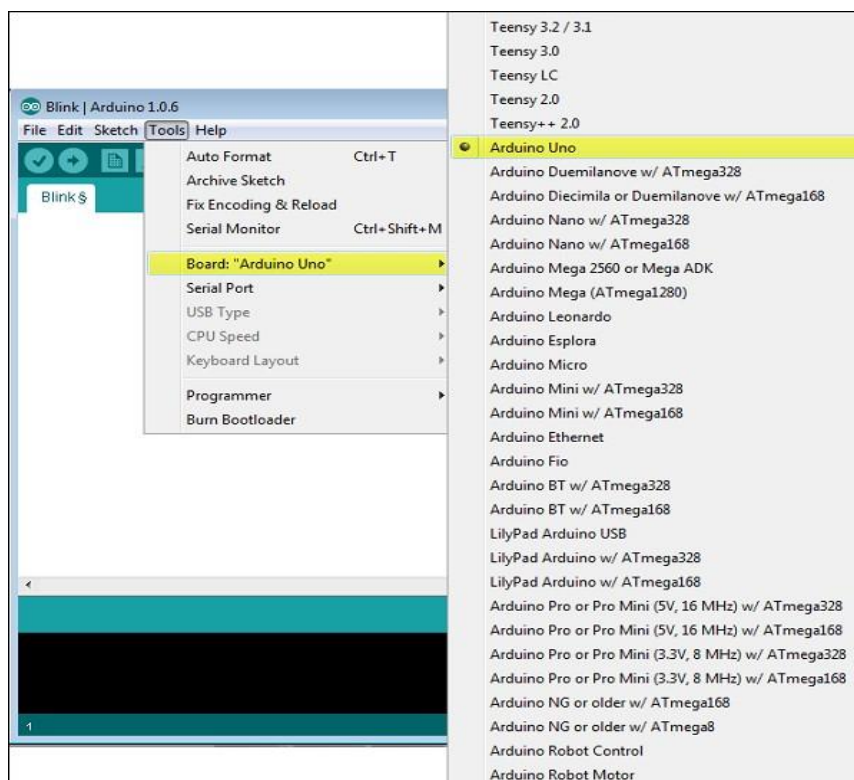 Blink | Arduino 1.0.6
File Edit Sketch Tools Help
Blink §
Auto Format Ctrl+T
Archive Sketch
Fix Encoding & Reload
Serial Monitor Ctrl+Shift+M
Board: "Arduino Uno"
Serial Port
USB Type
CPU Speed
Keyboard Layout
Programmer
Burn Bootloader
1
Teensy 3.2 / 3.1
Teensy 3.0
Teensy LC
Teensy 2.0
Teensy++ 2.0
Arduino Uno
Arduino Duemilanove w/ ATmega328
Arduino Diecimila or Duemilanove w/ ATmega168
Arduino Nano w/ ATmega328
Arduino Nano w/ ATmega168
Arduino Mega 2560 or Mega ADK
Arduino Mega (ATmega1280)
Arduino Leonardo
Arduino Esplora
Arduino Micro
Arduino Mini w/ ATmega328
Arduino Mini w/ ATmega168
Arduino Ethernet
Arduino Fio
Arduino BT w/ ATmega328
Arduino BT w/ ATmega168
LilyPad Arduino USB
LilyPad Arduino w/ ATmega328
LilyPad Arduino w/ ATmega168
Arduino Pro or Pro Mini (5V, 16 MHz) w/ ATmega328
Arduino Pro or Pro Mini (5V, 16 MHz) w/ ATmega168
Arduino Pro or Pro Mini (3.3V, 8 MHz) w/ ATmega328
Arduino Pro or Pro Mini (3.3V, 8 MHz) w/ ATmega168
Arduino NG or older w/ ATmega168
Arduino NG or older w/ ATmega8
Arduino Robot Control
Arduino Robot Motor